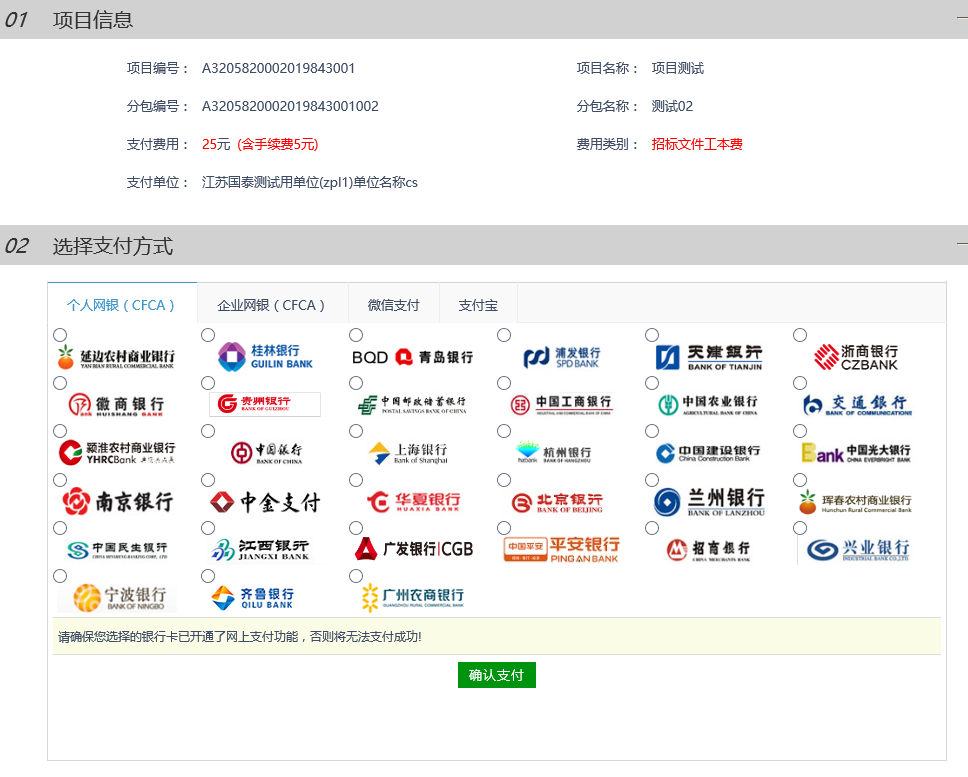 01 项目信息
项目编号： A3205820002019843001 项目名称： 项目测试
分包编号： A3205820002019843001002 分包名称： 测试02
支付费用： 25元 (含手续费5元) 费用类别： 招标文件工本费
支付单位： 江苏国泰测试用单位(zpl1)单位名称cs
02 选择支付方式
个人网银（CFCA） 企业网银（CFCA） 微信支付 支付宝
延边农村商业银行 桂林银行 BQD 青岛银行 浦发银行 天津银行 浙商银行
YAN BIAN RURAL COMMERCIAL BANK GUILIN BANK SPD BANK BANK OF TIANJIN CZBANK
徽商银行 贵州银行 中国邮政储蓄银行 中国工商银行 中国农业银行 交通银行
HUISHANG BANK BANK OF GUIZHOU POSTAL SAVINGS BANK OF CHINA INDUSTRIAL AND COMMERCIAL BANK OF CHINA AGRICULTURAL BANK OF CHINA BANK OF COMMUNICATIONS
颍淮农村商业银行 中国银行 上海银行 杭州银行 中国建设银行 Bank 中国光大银行
YHRCBank BANK OF CHINA Bank of Shanghai BANK OF HANGZHOU China Construction Bank CHINA EVERBRIGHT BANK
南京银行 中金支付 华夏银行 北京银行 兰州银行 珲春农村商业银行
HUAXIA BANK BANK OF BEIJING BANK OF LANZHOU Hunchun Rural Commercial Bank
中国民生银行 江西银行 广发银行|CGB 中国平安 平安银行 招商银行 兴业银行
CHINA MINSHENG BANKING CORP., LTD JIANGXI BANK PING AN BANK CHINA MERCHANTS BANK INDUSTRIAL BANK CO.,LTD
宁波银行 齐鲁银行 广州农商银行
BANK OF NINGBO QILU BANK GUANGZHOU RURAL COMMERCIAL BANK
请确保您选择的银行卡已开通了网上支付功能，否则将无法支付成功!
确认支付